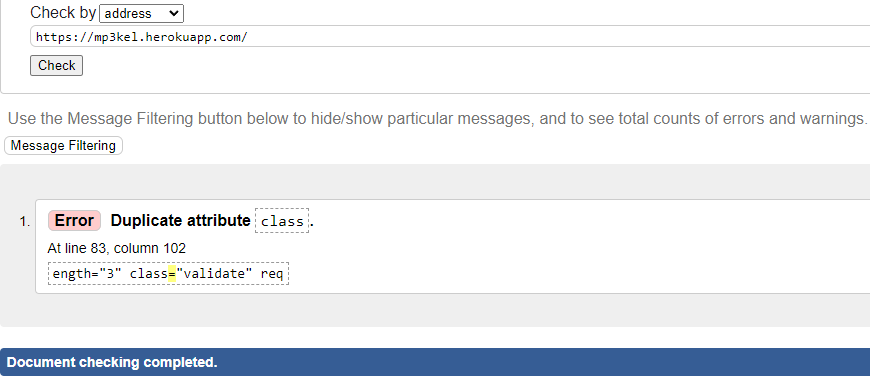 Check by address
https://mp3kel.herokuapp.com/
Check
Use the Message Filtering button below to hide/show particular messages, and to see total counts of errors and warnings.
Message Filtering
1. Error Duplicate attribute class.
At line 83, column 102
ength="3" class="validate" req
Document checking completed.